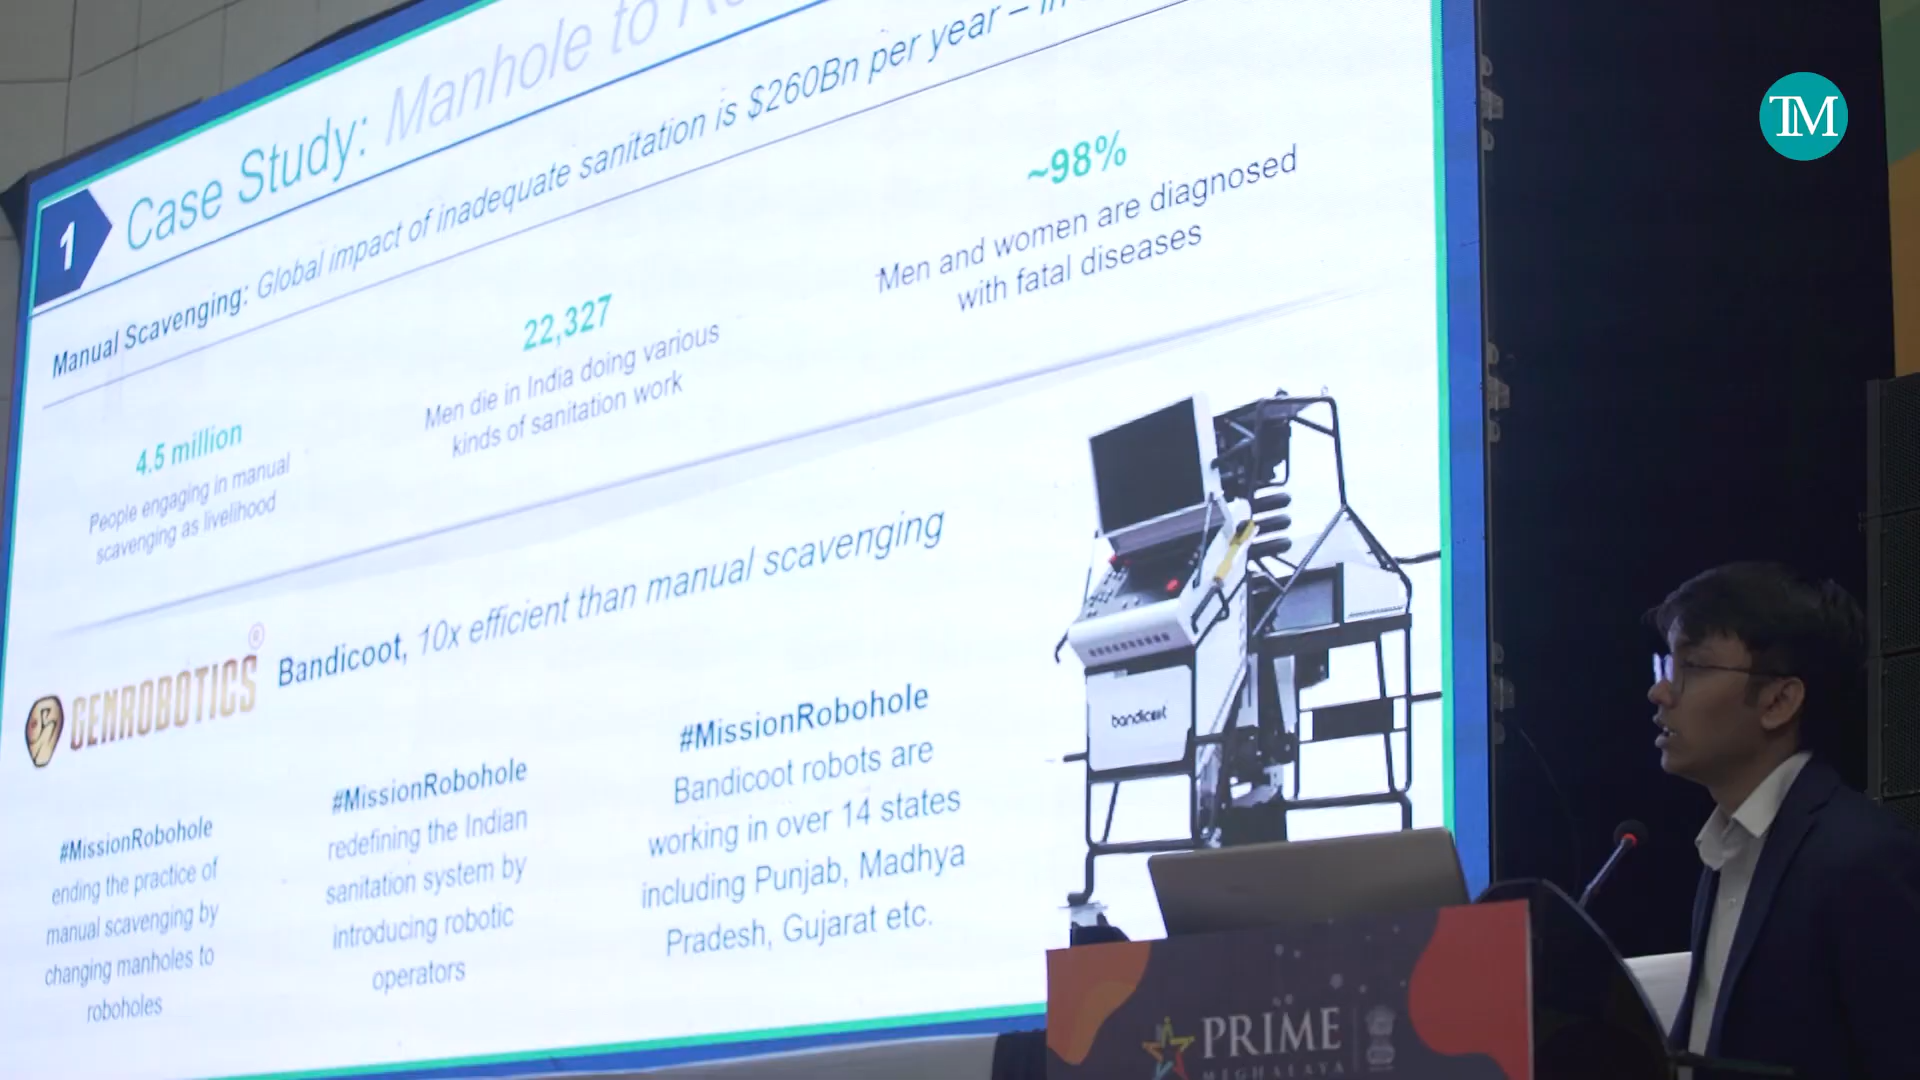 1
Case Study: Manhole to
Manual Scavenging: Global impact of inadequate sanitation is $260Bn per year – in
4.5 million
People engaging in manual
scavenging as livelihood
22,327
Men die in India doing various
kinds of sanitation work
~98%
Men and women are diagnosed
with fatal diseases
GENROBOTICS®
Bandicoot, 10x efficient than manual scavenging
#MissionRobohole
ending the practice of
manual scavenging by
changing manholes to
roboholes
#MissionRobohole
redefining the Indian
sanitation system by
introducing robotic
operators
#MissionRobohole
Bandicoot robots are
working in over 14 states
including Punjab, Madhya
Pradesh, Gujarat etc.
bandicoot
TM
PRIME
MEGHALAYA